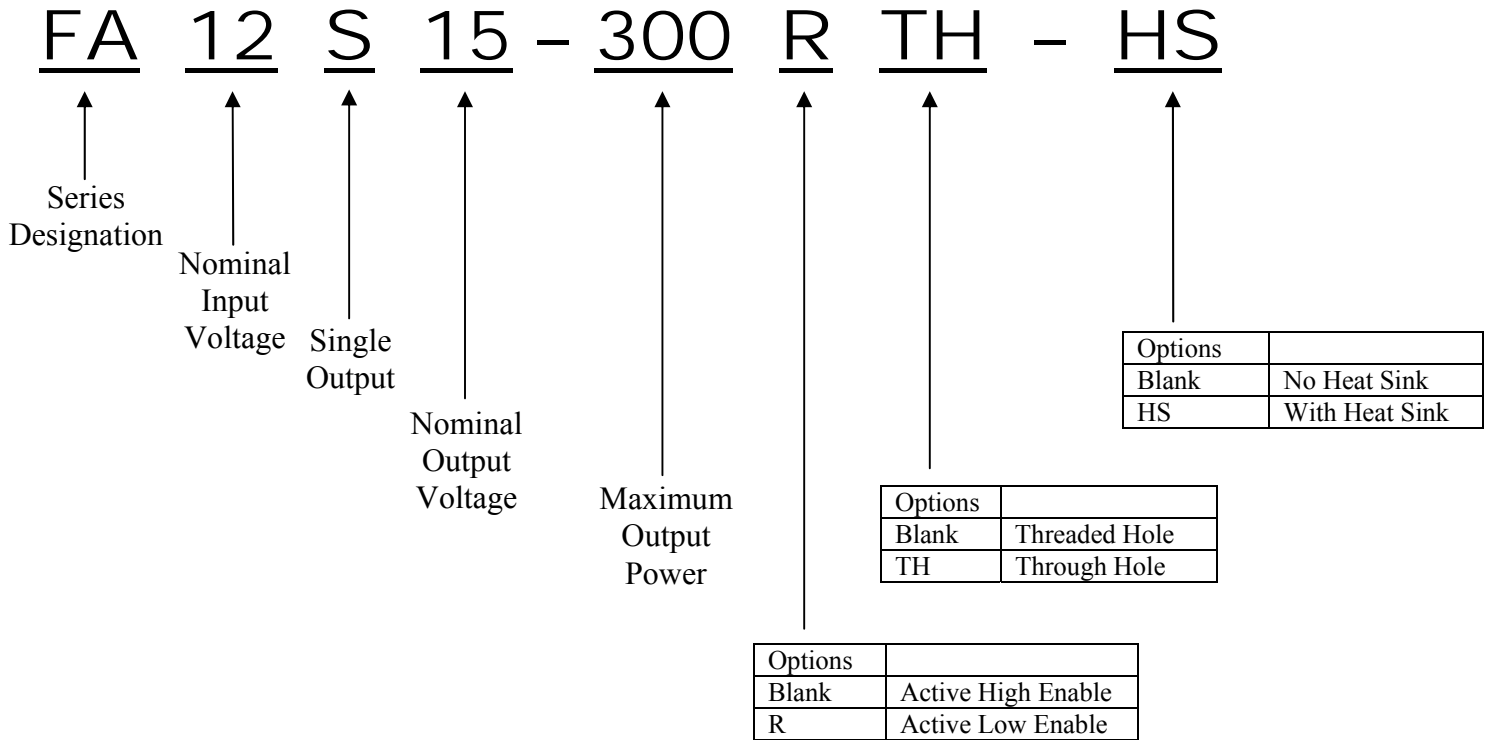 FA 12 S 15 – 300 R TH – HS
Series
Designation
Nominal
Input
Voltage
Single
Output
Nominal
Output
Voltage
Maximum
Output
Power
Options
Blank Active High Enable
R Active Low Enable
Options
Blank Threaded Hole
TH Through Hole
Options
Blank No Heat Sink
HS With Heat Sink